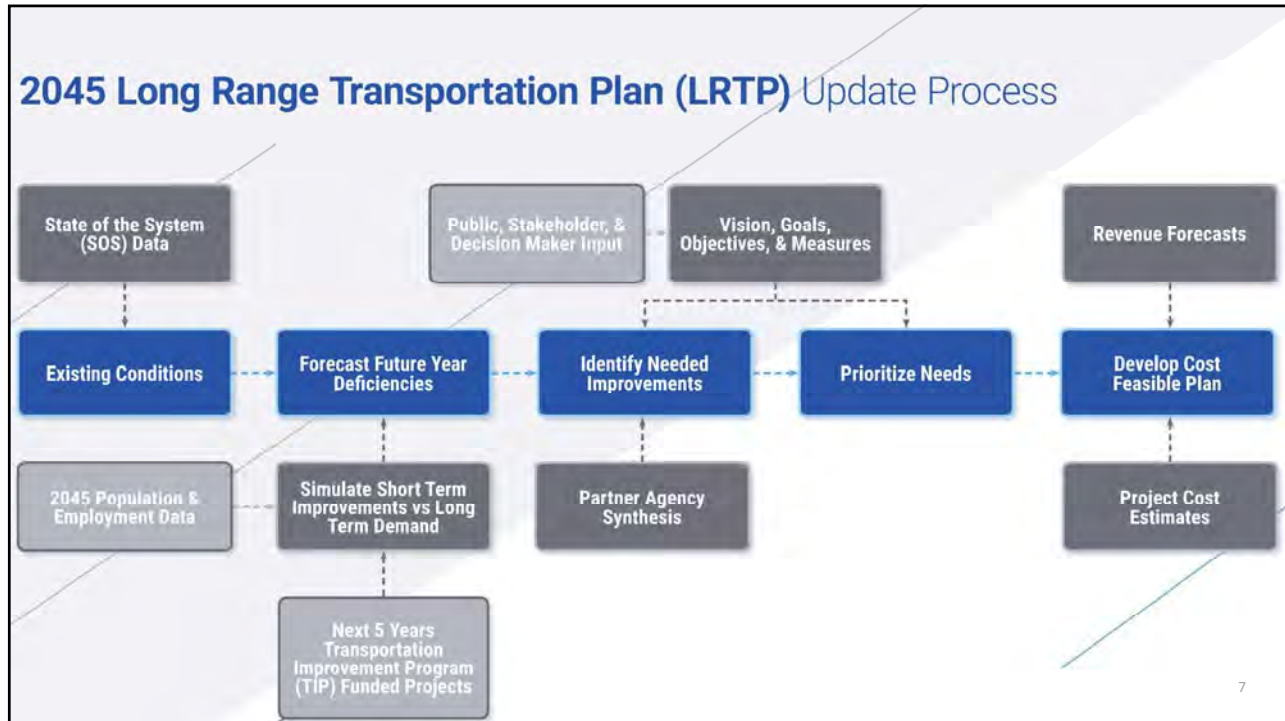 2045 Long Range Transportation Plan (LRTP) Update Process
State of the System
(SOS) Data
Public, Stakeholder, &
Decision Maker Input
Vision, Goals,
Objectives, & Measures
Revenue Forecasts
Existing Conditions
Forecast Future Year
Deficiencies
Identify Needed
Improvements
Prioritize Needs
Develop Cost
Feasible Plan
2045 Population &
Employment Data
Simulate Short Term
Improvements vs Long
Term Demand
Partner Agency
Synthesis
Project Cost
Estimates
Next 5 Years
Transportation
Improvement Program
(TIP) Funded Projects
7